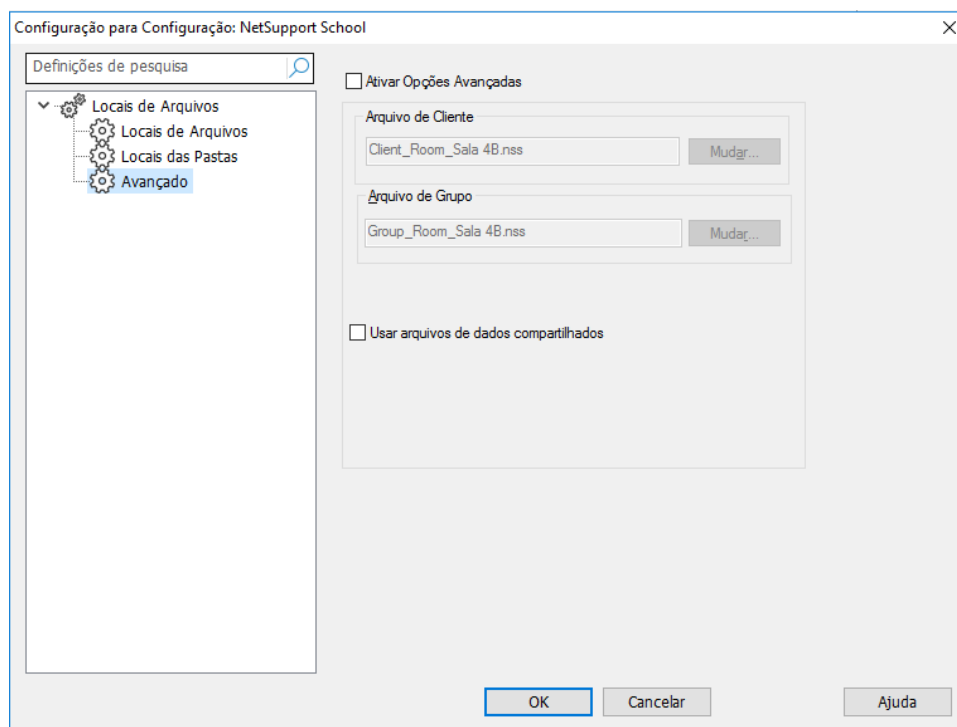 Configuração para Configuração: NetSupport School
Definições de pesquisa
Locais de Arquivos
Locais de Arquivos
Locais das Pastas
Avançado
Ativar Opções Avançadas
Arquivo de Cliente
Client_Room_Sala 4B.nss
Mudar...
Arquivo de Grupo
Group_Room_Sala 4B.nss
Mudar...
Usar arquivos de dados compartilhados
OK
Cancelar
Ajuda